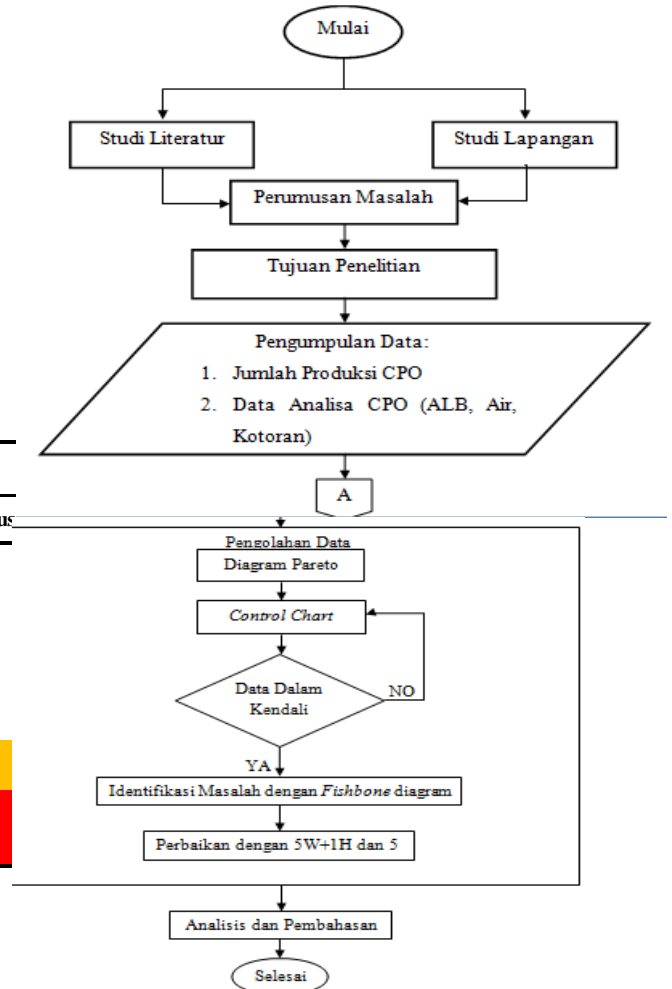 Mulai
Studi Literatur
Studi Lapangan
Perumusan Masalah
Tujuan Penelitian
Pengumpulan Data:
1. Jumlah Produksi CPO
2. Data Analisa CPO (ALB, Air,
Kotoran)
A
us
Pengolahan Data
Diagram Pareto
Control Chart
Data Dalam
Kendali
NO
YA
Identifikasi Masalah dengan Fishbone diagram
Perbaikan dengan 5W+1H dan 5
Analisis dan Pembahasan
Selesai